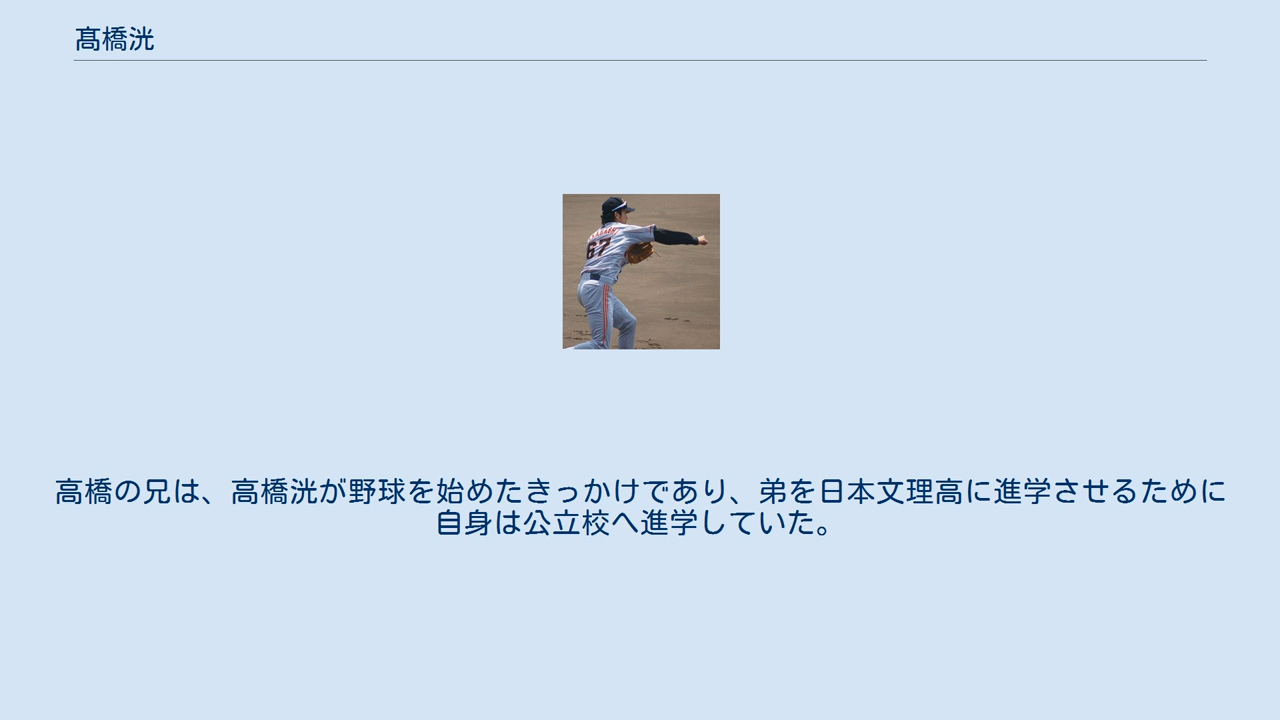 髙橋洸
67
高橋の兄は、高橋洸が野球を始めたきっかけであり、弟を日本文理高に進学させるために
自身は公立校へ進学していた。